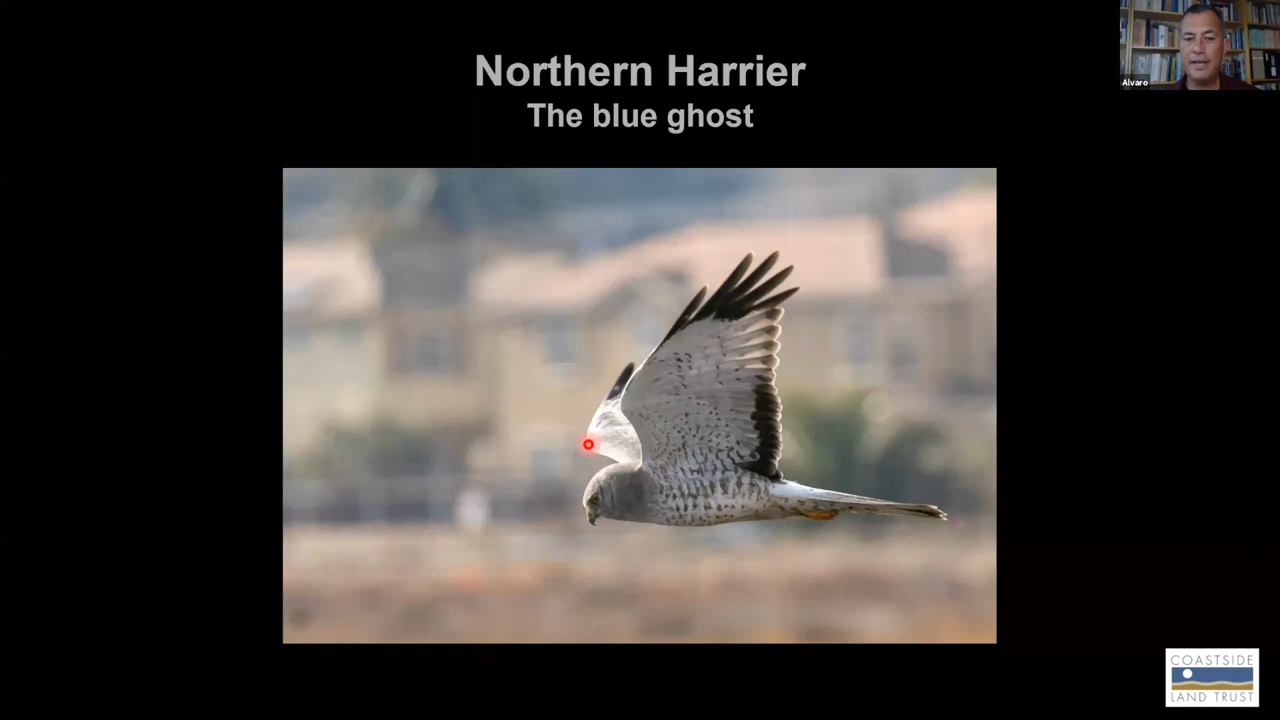 Northern Harrier
The blue ghost
Alvaro
COASTSIDE
LAND TRUST